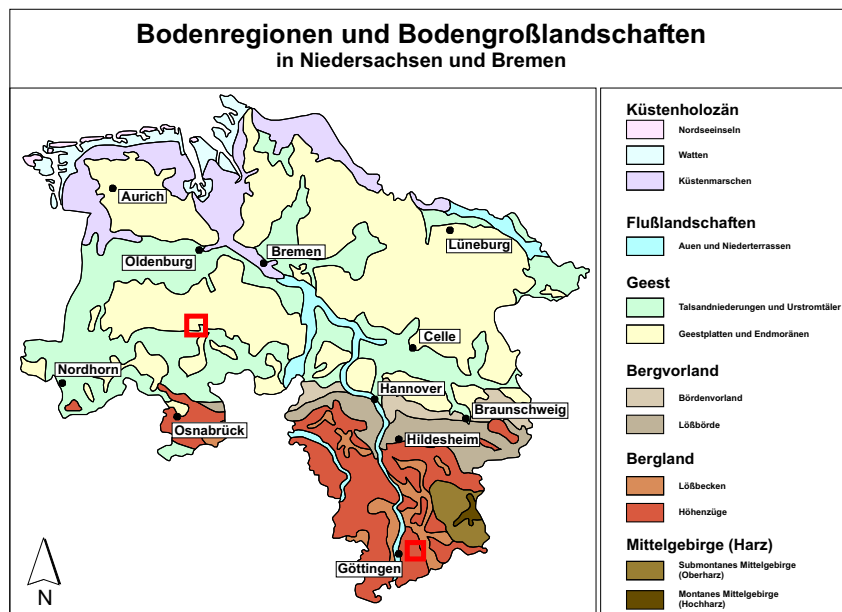 Bodenregionen und Bodengroßlandschaften
in Niedersachsen und Bremen
Aurich
Oldenburg
Bremen
Lüneburg
Celle
Nordhorn
Hannover
Braunschweig
Osnabrück
Hildesheim
Göttingen
N
Küstenholozän
Nordseeinseln
Watten
Küstenmarschen
Flußlandschaften
Auen und Niederterrassen
Geest
Talsandniederungen und Urstromtäler
Geestplatten und Endmoränen
Bergvorland
Bördenvorland
Lößbörde
Bergland
Lößbecken
Höhenzüge
Mittelgebirge (Harz)
Submontanes Mittelgebirge
(Oberharz)
Montanes Mittelgebirge
(Hochharz)